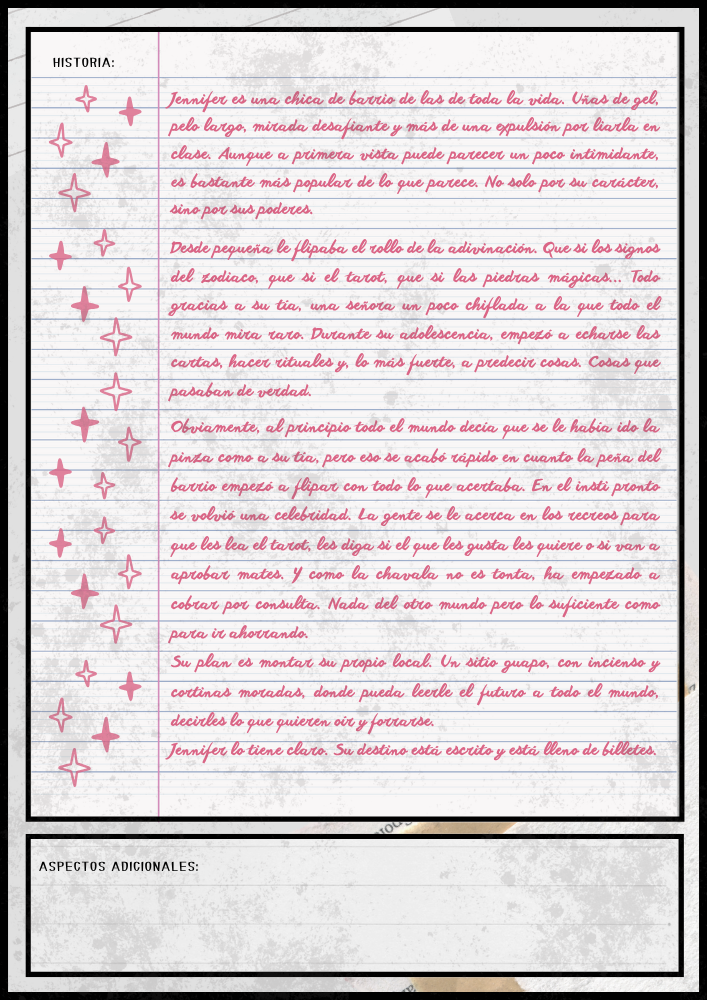 HISTORIA:
Jennifer es una chica de barrio de las de toda la vida. Uñas de gel,
pelo largo, mirada desafiante y más de una expulsión por liarla en
clase. Aunque a primera vista puede parecer un poco intimidante,
es bastante más popular de lo que parece. No solo por su carácter,
sino por sus poderes.
Desde pequeña le flipaba el rollo de la adivinación. Que si los signos
del zodiaco, que si el tarot, que si las piedras mágicas... Todo
gracias a su tía, una señora un poco chiflada a la que todo el
mundo mira raro. Durante su adolescencia, empezó a echarse las
cartas, hacer rituales y, lo más fuerte, a predecir cosas. Cosas que
pasaban de verdad.
Obviamente, al principio todo el mundo decía que se le había ido la
pinza como a su tía, pero eso se acabó rápido en cuanto la peña del
barrio empezó a flipar con todo lo que acertaba. En el insti pronto
se volvió una celebridad. La gente se le acerca en los recreos para
que les lea el tarot, les diga si el que les gusta les quiere o si van a
aprobar mates. Y como la chavala no es tonta, ha empezado a
cobrar por consulta. Nada del otro mundo pero lo suficiente como
para ir ahorrando.
Su plan es montar su propio local. Un sitio guapo, con incienso y
cortinas moradas, donde pueda leerle el futuro a todo el mundo,
decirles lo que quieren oír y forrarse.
Jennifer lo tiene claro. Su destino está escrito y está lleno de billetes.
ASPECTOS ADICIONALES: